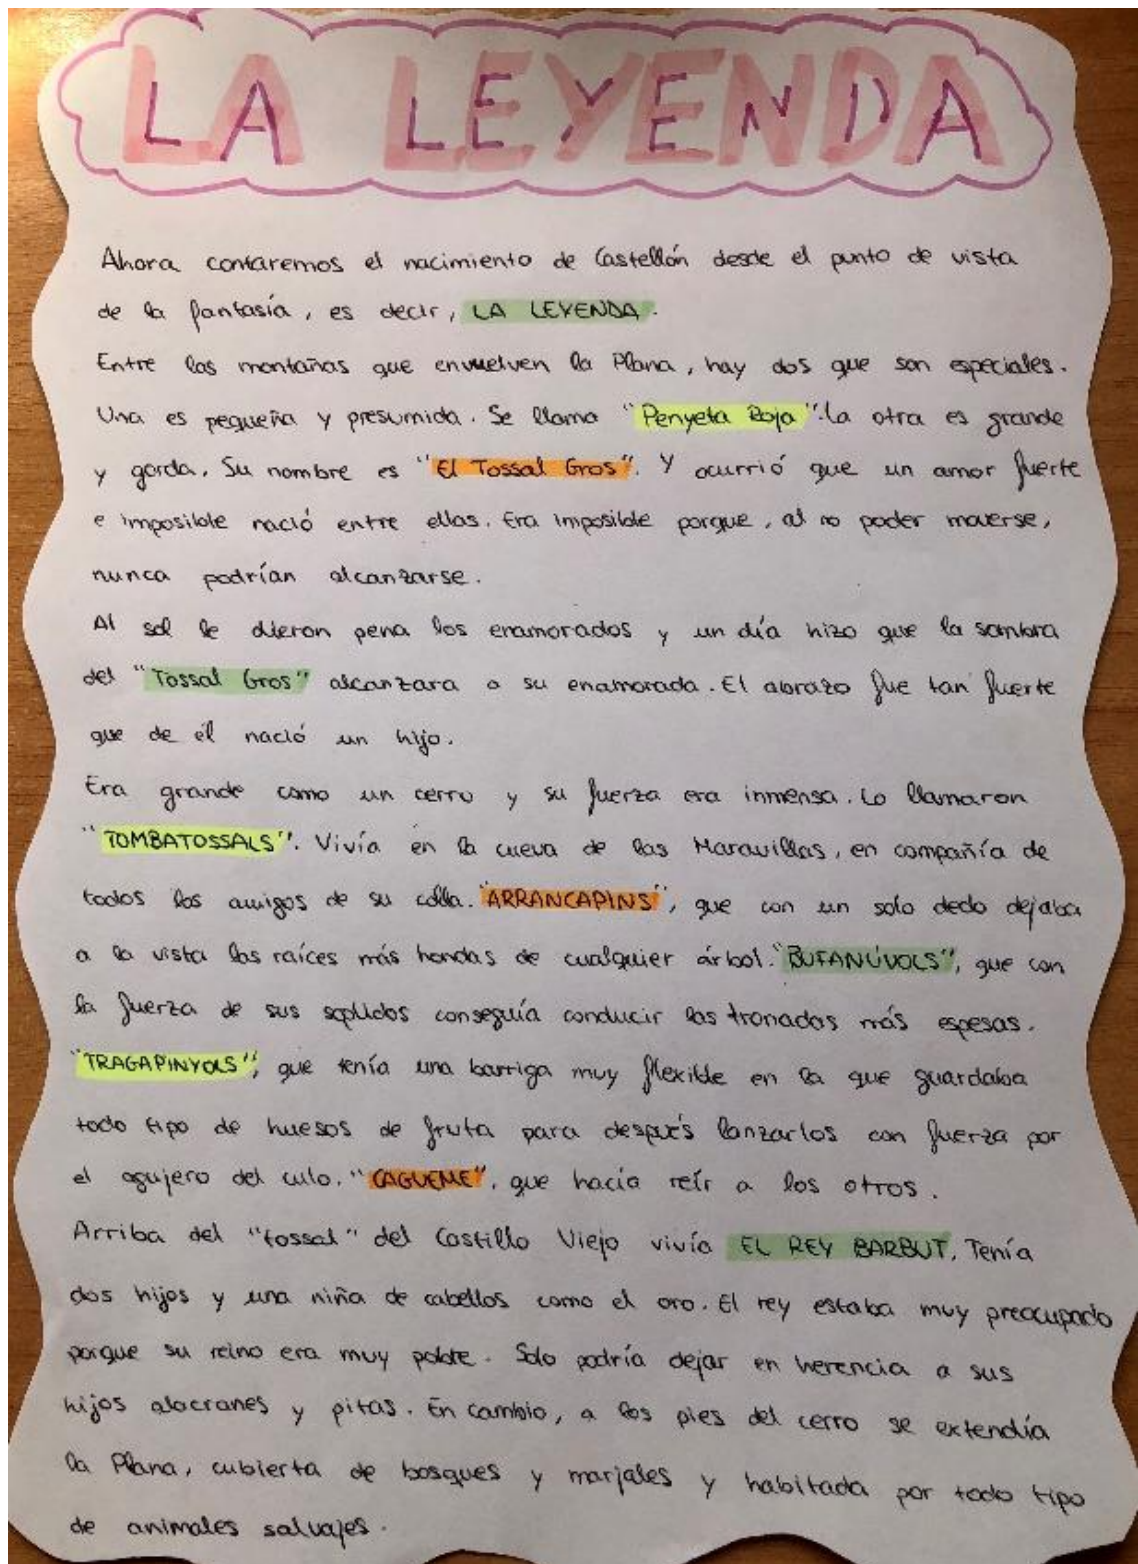 LA LEYENDA
Ahora contaremos el nacimiento de Castellón desde el punto de vista
de la fantasía, es decir, LA LEYENDA.
Entre las montañas que envuelven la Plana, hay dos que son especiales.
Una es pequeña y presumida. Se llama "Penyeta Roja". La otra es grande
y gorda. Su nombre es "El Tossal Gros". Y ocurrió que un amor fuerte
e imposible nació entre ellas. Era imposible porque, al no poder moverse,
nunca podrían alcanzarse.
Al sol le dieron pena los enamorados y un día hizo que la sombra
del "Tossal Gros" alcanzara a su enamorada. El abrazo fue tan fuerte
que de él nació un hijo.
Era grande como un cerro y su fuerza era inmensa. Lo llamaron
"TOMBATOSSALS". Vivía en la cueva de las Maravillas, en compañía de
todos los amigos de su colla. "ARRANCAPINS", que con un solo dedo dejaba
a la vista las raíces más hondas de cualquier árbol. "BUFANÚVOLS", que con
la fuerza de sus soplidos conseguía conducir las tronadas más espesas.
"TRAGAPINYOLS", que tenía una barriga muy flexible en la que guardaba
todo tipo de huesos de fruta para después lanzarlos con fuerza por
el agujero del culo. "CAGUEME", que hacía reír a los otros.
Arriba del "tossal" del Castillo Viejo vivía EL REY BARBUT. Tenía
dos hijos y una niña de cabellos como el oro. El rey estaba muy preocupado
porque su reino era muy pobre. Solo podría dejar en herencia a sus
hijos alacranes y pitas. En cambio, a los pies del cerro se extendía
la Plana, cubierta de bosques y marjales y habitada por todo tipo
de animales salvajes.